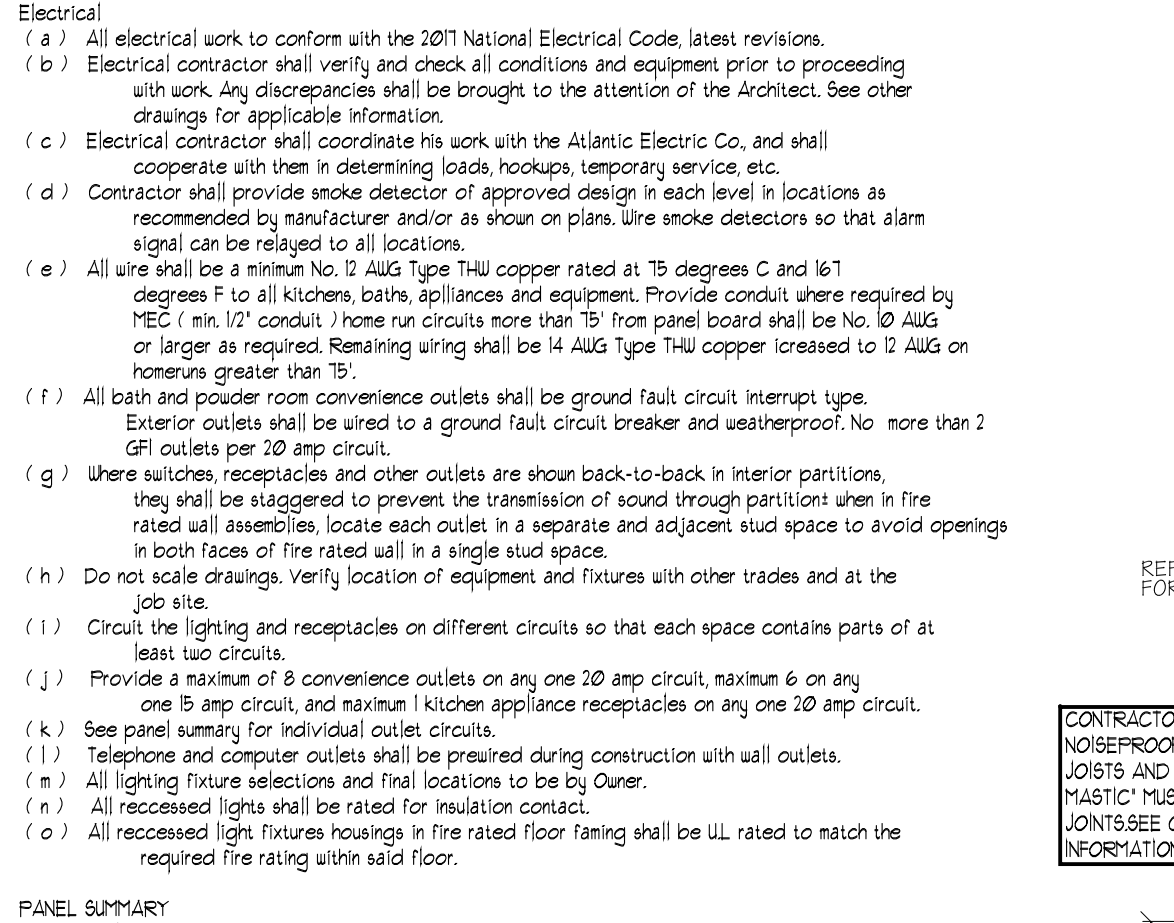 Electrical
( a ) All electrical work to conform with the 2017 National Electrical Code, latest revisions.
( b ) Electrical contractor shall verify and check all conditions and equipment prior to proceeding
with work. Any discrepancies shall be brought to the attention of the Architect. See other
drawings for applicable information.
( c ) Electrical contractor shall coordinate his work with the Atlantic Electric Co., and shall
cooperate with them in determining loads, hookups, temporary service, etc.
( d ) Contractor shall provide smoke detector of approved design in each level in locations as
recommended by manufacturer and/or as shown on plans. Wire smoke detectors so that alarm
signal can be relayed to all locations.
( e ) All wire shall be a minimum No. 12 AWG Type THW copper rated at 75 degrees C and 167
degrees F to all kitchens, baths, aplliances and equipment. Provide conduit where required by
MEC ( min. 1/2" conduit ) home run circuits more than 75' from panel board shall be No. 10 AWG
or larger as required. Remaining wiring shall be 14 AWG Type THW copper icreased to 12 AWG on
homeruns greater than 75'.
( f ) All bath and powder room convenience outlets shall be ground fault circuit interrupt type.
Exterior outlets shall be wired to a ground fault circuit breaker and weatherproof. No more than 2
GFI outlets per 20 amp circuit.
( g ) Where switches, receptacles and other outlets are shown back-to-back in interior partitions,
they shall be staggered to prevent the transmission of sound through partition± when in fire
rated wall assemblies, locate each outlet in a separate and adjacent stud space to avoid openings
in both faces of fire rated wall in a single stud space.
( h ) Do not scale drawings. Verify location of equipment and fixtures with other trades and at the
job site.
( i ) Circuit the lighting and receptacles on different circuits so that each space contains parts of at
least two circuits.
( j ) Provide a maximum of 8 convenience outlets on any one 20 amp circuit, maximum 6 on any
one 15 amp circuit, and maximum 1 kitchen appliance receptacles on any one 20 amp circuit.
( k ) See panel summary for individual outlet circuits.
( l ) Telephone and computer outlets shall be prewired during construction with wall outlets.
( m ) All lighting fixture selections and final locations to be by Owner.
( n ) All reccessed lights shall be rated for insulation contact.
( o ) All reccessed light fixtures housings in fire rated floor faming shall be U.L rated to match the
required fire rating within said floor.
PANEL SUMMARY
JOISTS AND
JOINTS.SEE